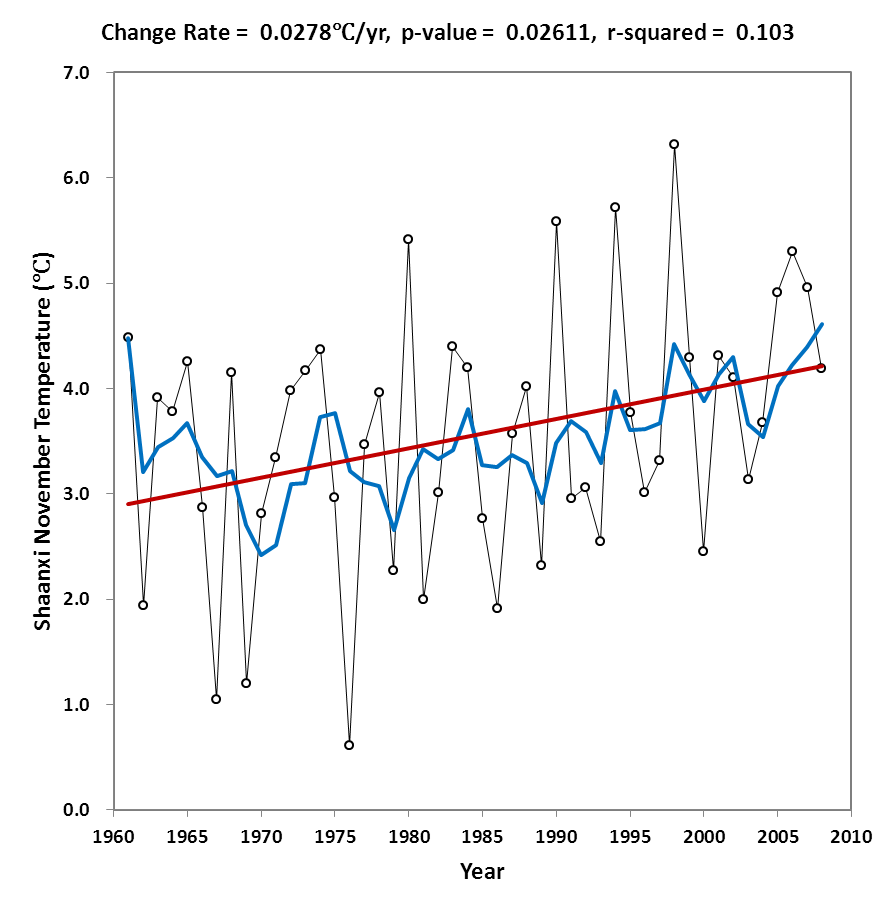 Change Rate = 0.0278℃/yr, p-value = 0.02611, r-squared = 0.103
7.0
6.0
5.0
4.0
3.0
2.0
1.0
0.0
Shaanxi November Temperature (℃)
1960 1965 1970 1975 1980 1985 1990 1995 2000 2005 2010
Year